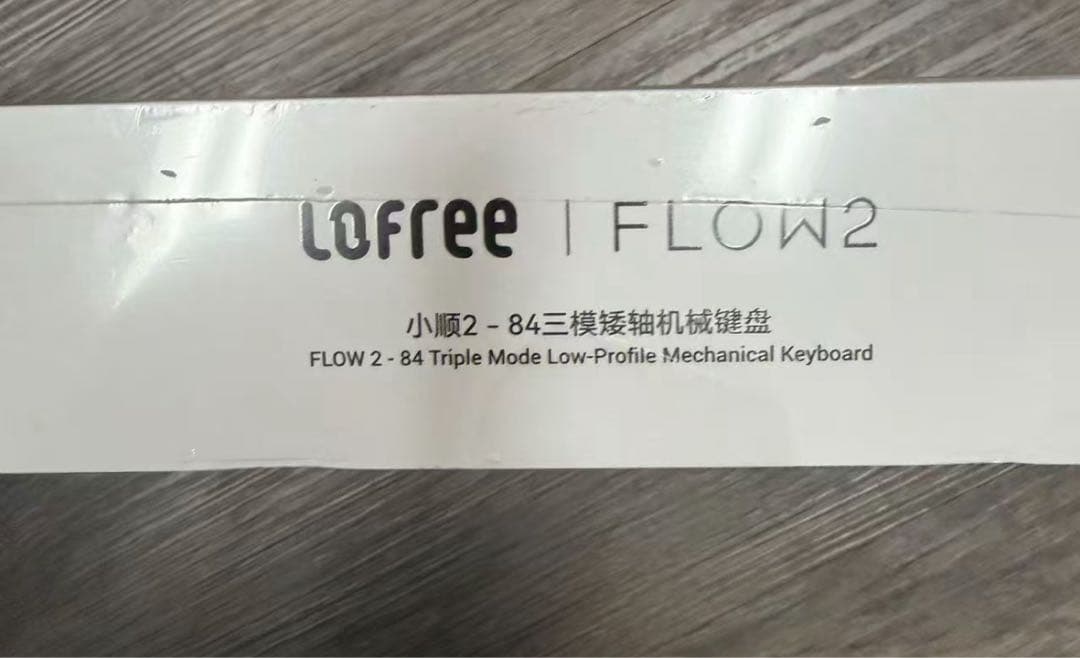 lofree | FLOW2
小顺2 - 84三模矮轴机械键盘
FLOW 2 - 84 Triple Mode Low-Profile Mechanical Keyboard